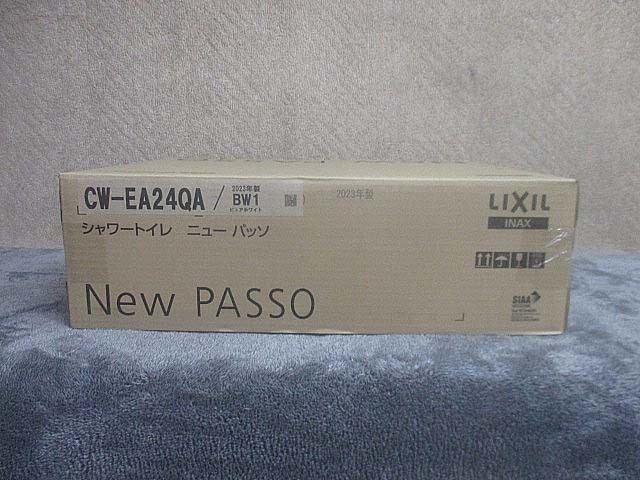 CW-EA24QA / 2023年製
BW1
ピュアホワイト
2023年製
LIXIL
INAX
シャワートイレ ニュー パッソ
New PASSO
SIAA